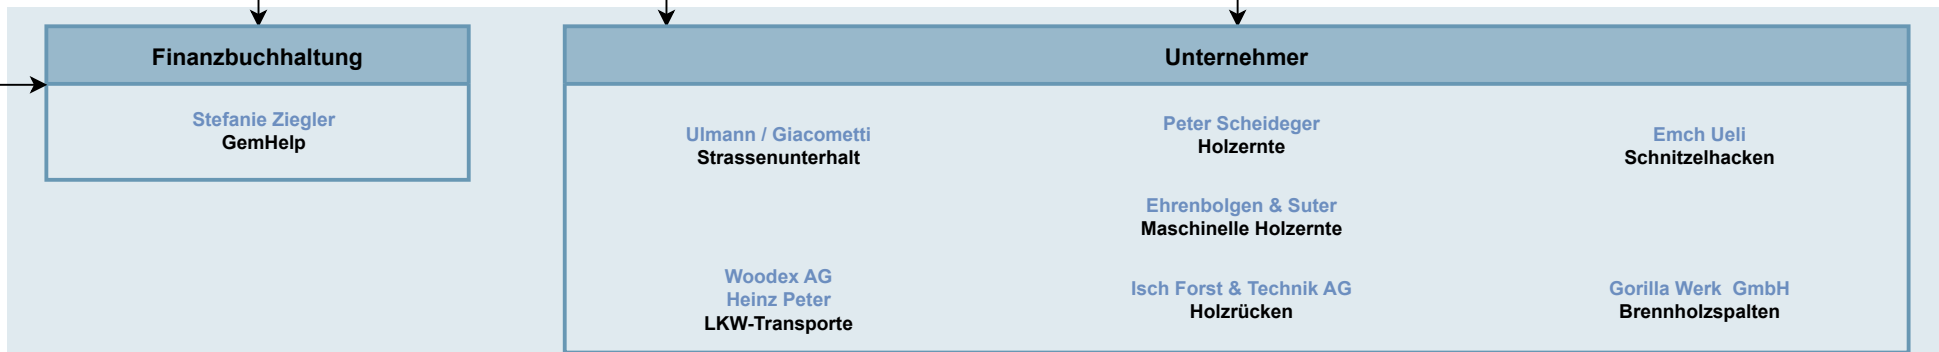 Finanzbuchhaltung
Stefanie Ziegler
GemHelp
Unternehmer
Ulmann / Giacometti
Strassenunterhalt
Peter Scheideger
Holzernte
Emch Ueli
Schnitzelhacken
Ehrenbolgen & Suter
Maschinelle Holzernte
Woodex AG
Heinz Peter
LKW-Transporte
Isch Forst & Technik AG
Holzrücken
Gorilla Werk GmbH
Brennholzspalten